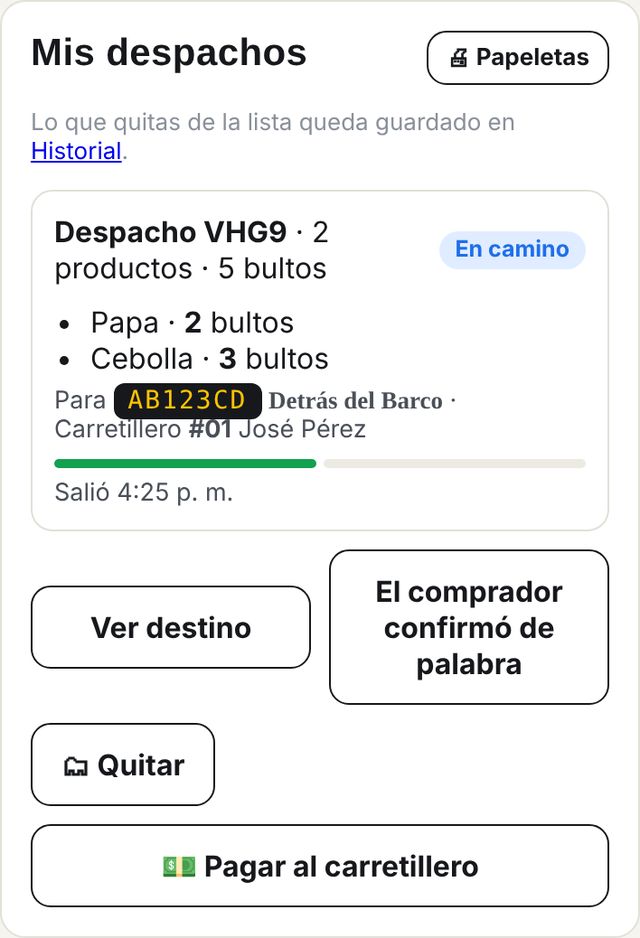 Mis despachos
🖨 Papeletas
Lo que quitas de la lista queda guardado en
Historial.
Despacho VHG9 · 2
productos · 5 bultos
En camino
• Papa · 2 bultos
• Cebolla · 3 bultos
Para AB123CD Detrás del Barco ·
Carretillero #01 José Pérez
Salió 4:25 p. m.
Ver destino
El comprador
confirmó de
palabra
🗂 Quitar
💵 Pagar al carretillero